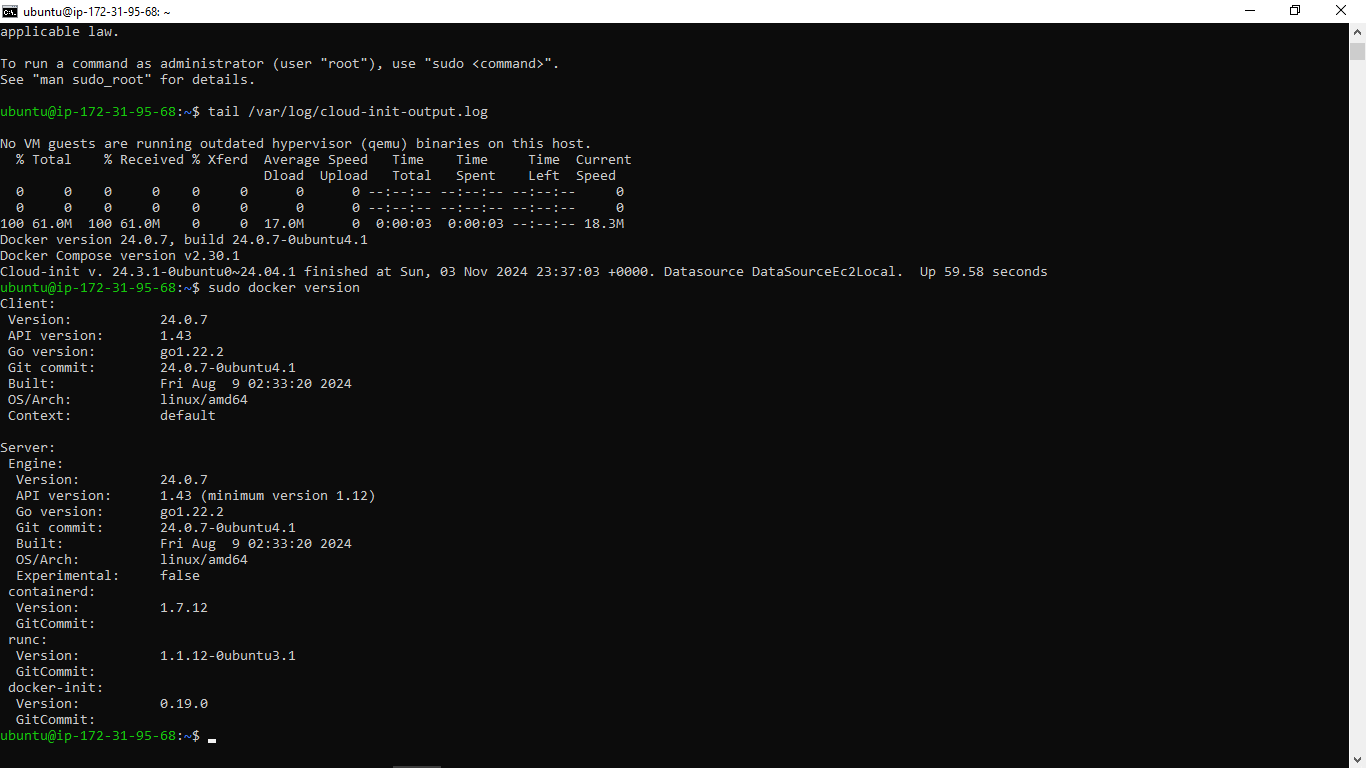 ubuntu@ip-172-31-95-68: ~
applicable law.
To run a command as administrator (user "root"), use "sudo <command>".
See "man sudo_root" for details.
ubuntu@ip-172-31-95-68:~$ tail /var/log/cloud-init-output.log
No VM guests are running outdated hypervisor (qemu) binaries on this host.
  % Total    % Received % Xferd  Average Speed   Time    Time     Time  Current
                                 Dload  Upload   Total   Spent    Left  Speed
  0     0    0     0    0     0      0      0 --:--:-- --:--:-- --:--:--     0
  0     0    0     0    0     0      0      0 --:--:-- --:--:-- --:--:--     0
100 61.0M  100 61.0M    0     0  17.0M      0  0:00:03  0:00:03 --:--:-- 18.3M
Docker version 24.0.7, build 24.0.7-0ubuntu4.1
Docker Compose version v2.30.1
Cloud-init v. 24.3.1-0ubuntu0~24.04.1 finished at Sun, 03 Nov 2024 23:37:03 +0000. Datasource DataSourceEc2Local.  Up 59.58 seconds
ubuntu@ip-172-31-95-68:~$ sudo docker version
Client:
 Version:           24.0.7
 API version:       1.43
 Go version:        go1.22.2
 Git commit:        24.0.7-0ubuntu4.1
 Built:             Fri Aug  9 02:33:20 2024
 OS/Arch:           linux/amd64
 Context:           default
Server:
 Engine:
  Version:          24.0.7
  API version:      1.43 (minimum version 1.12)
  Go version:       go1.22.2
  Git commit:       24.0.7-0ubuntu4.1
  Built:            Fri Aug  9 02:33:20 2024
  OS/Arch:          linux/amd64
  Experimental:     false
 containerd:
  Version:          1.7.12
  GitCommit:
 runc:
  Version:          1.1.12-0ubuntu3.1
  GitCommit:
 docker-init:
  Version:          0.19.0
  GitCommit:
ubuntu@ip-172-31-95-68:~$